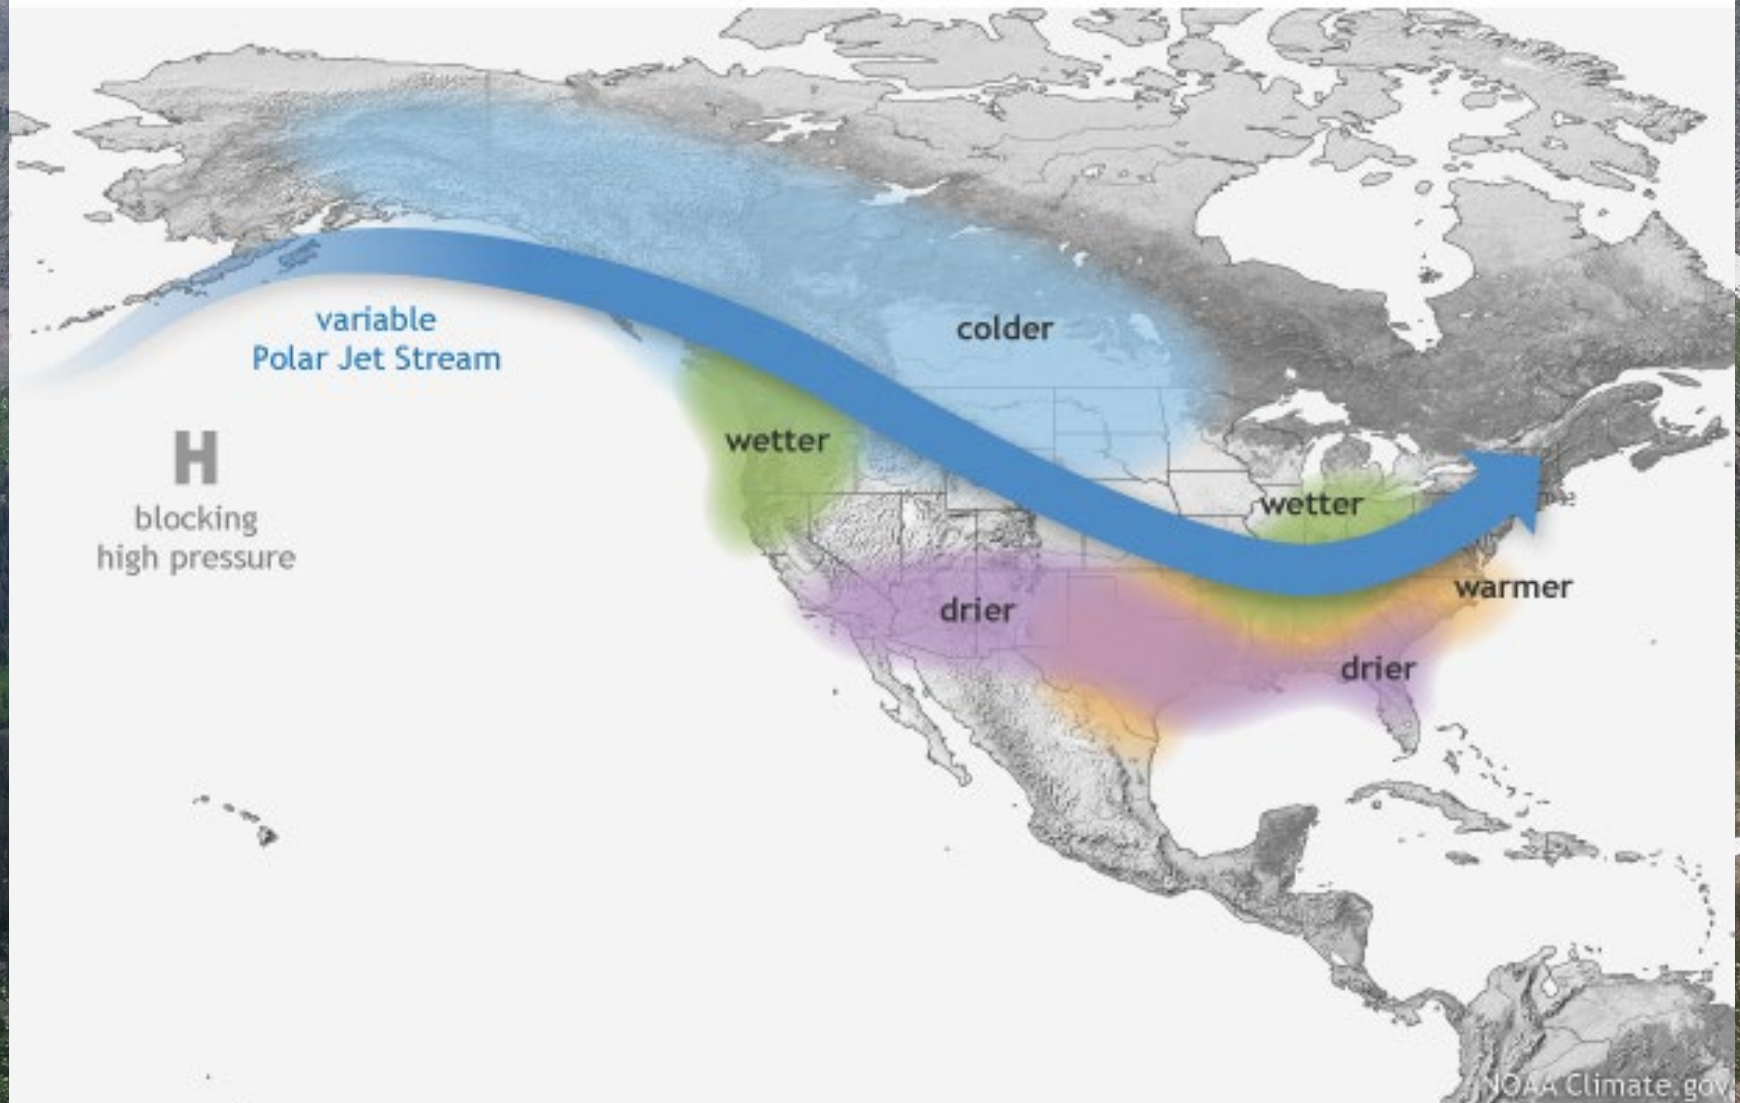 variable
Polar Jet Stream
colder
H
wetter
wetter
blocking
high pressure
warmer
drier
drier
NOAA Climate.gov